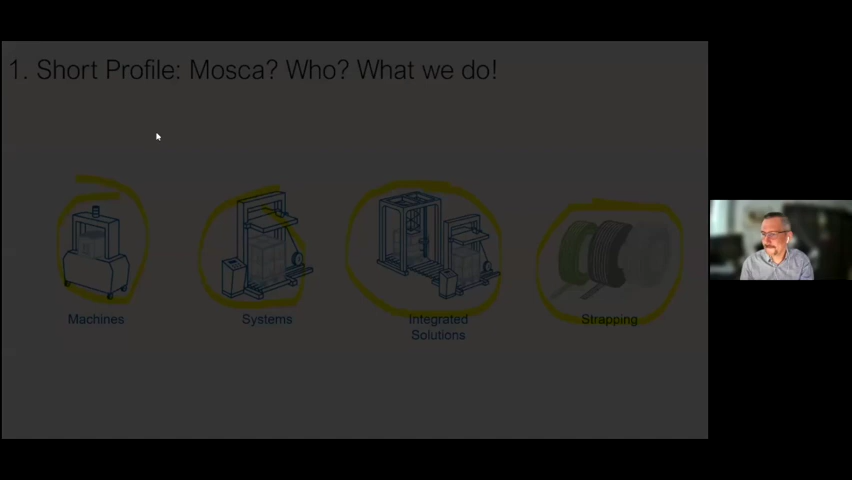 1. Short Profile: Mosca? Who? What we do!
Machines
Systems
Integrated
Solutions
Strapping